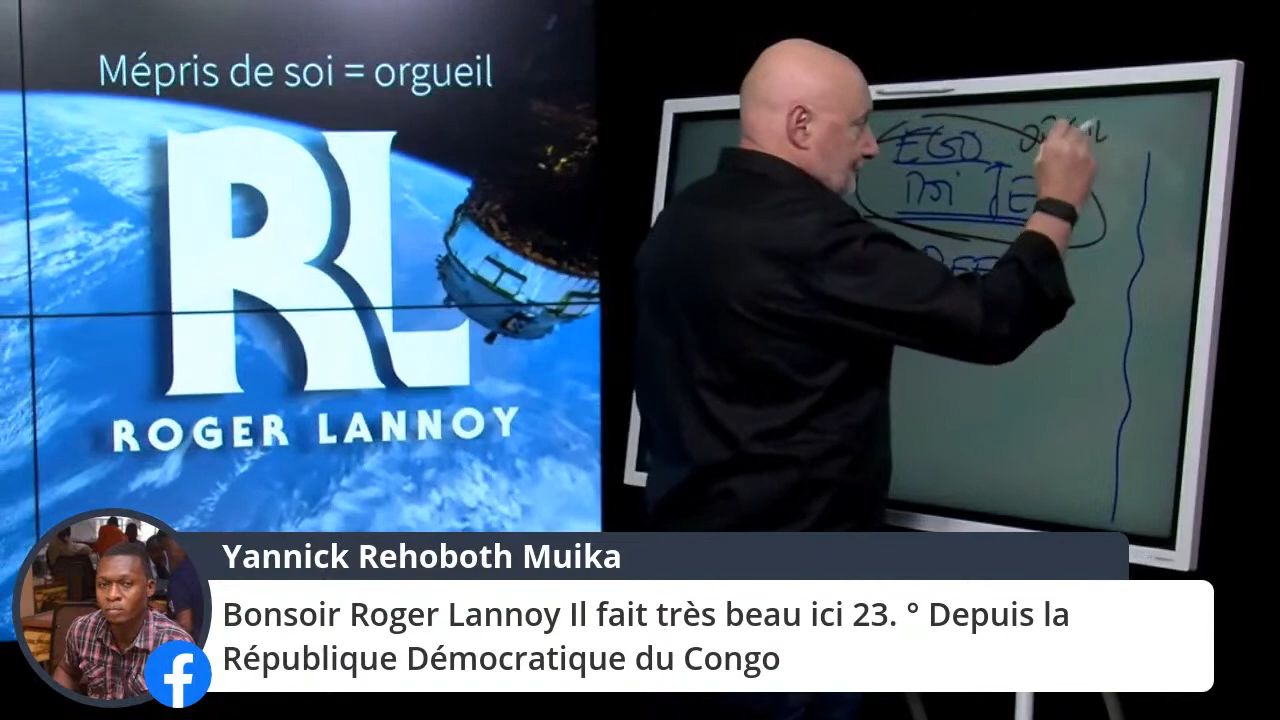 Mépris de soi = orgueil
RL
ROGER LANNOY
EGO
Yannick Rehoboth Muika
Bonsoir Roger Lannoy Il fait très beau ici 23. ° Depuis la
République Démocratique du Congo